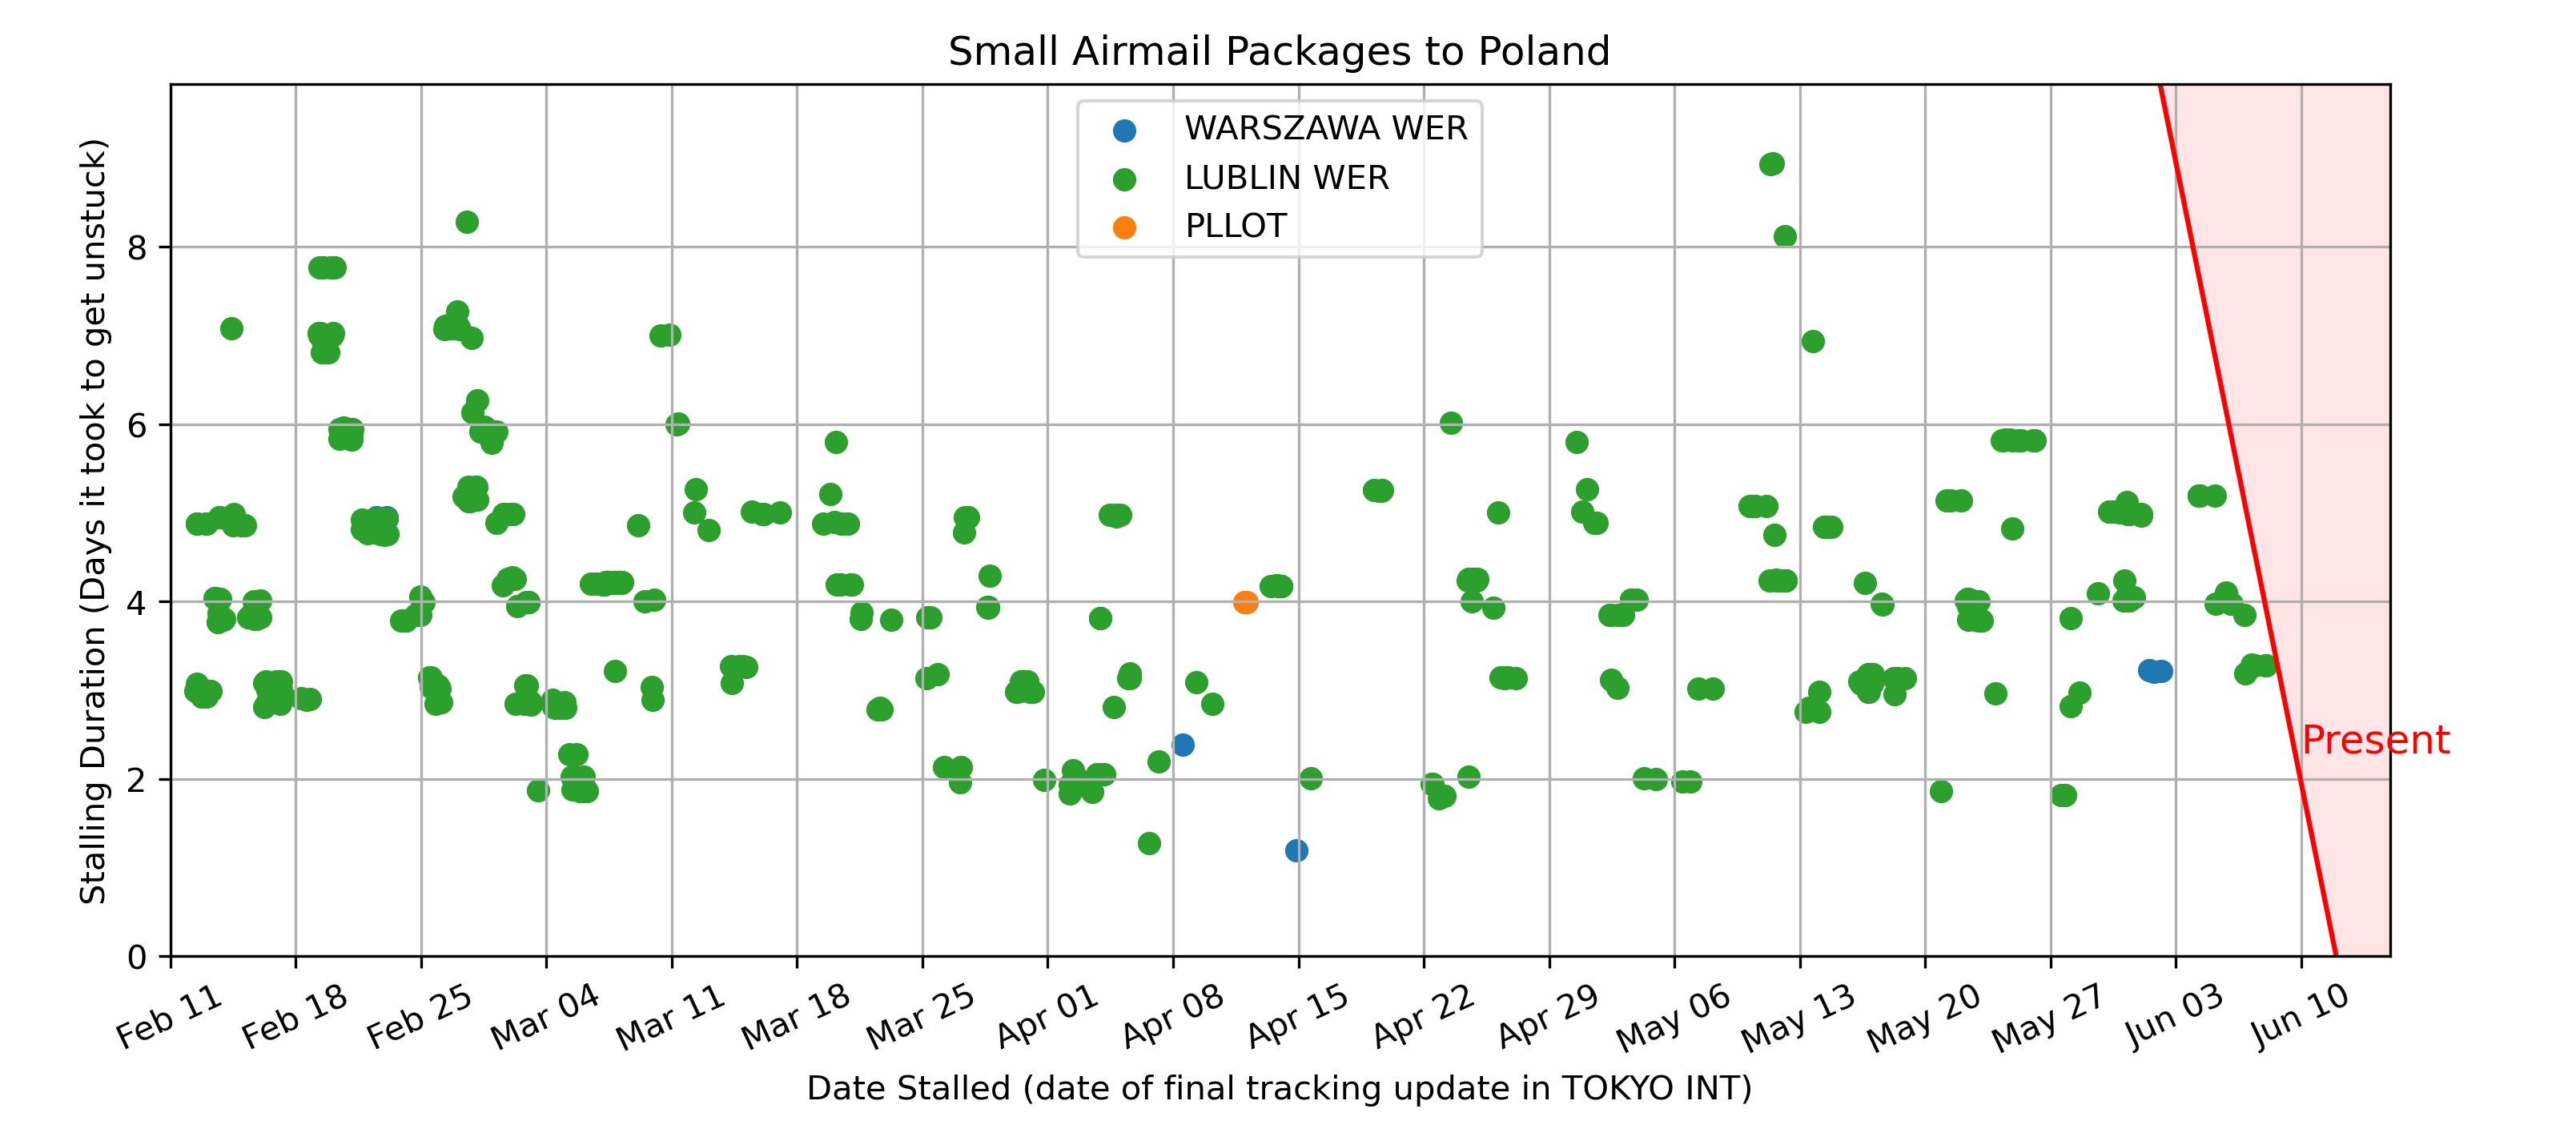 Small Airmail Packages to Poland
WARSZAWA WER
LUBLIN WER
PLLOT
Stalling Duration (Days it took to get unstuck)
8
6
4
2
0
Present
Feb 11
Feb 18
Feb 25
Mar 04
Mar 11
Mar 18
Mar 25
Apr 01
Apr 08
Apr 15
Apr 22
Apr 29
May 06
May 13
May 20
May 27
Jun 03
Jun 10
Date Stalled (date of final tracking update in TOKYO INT)